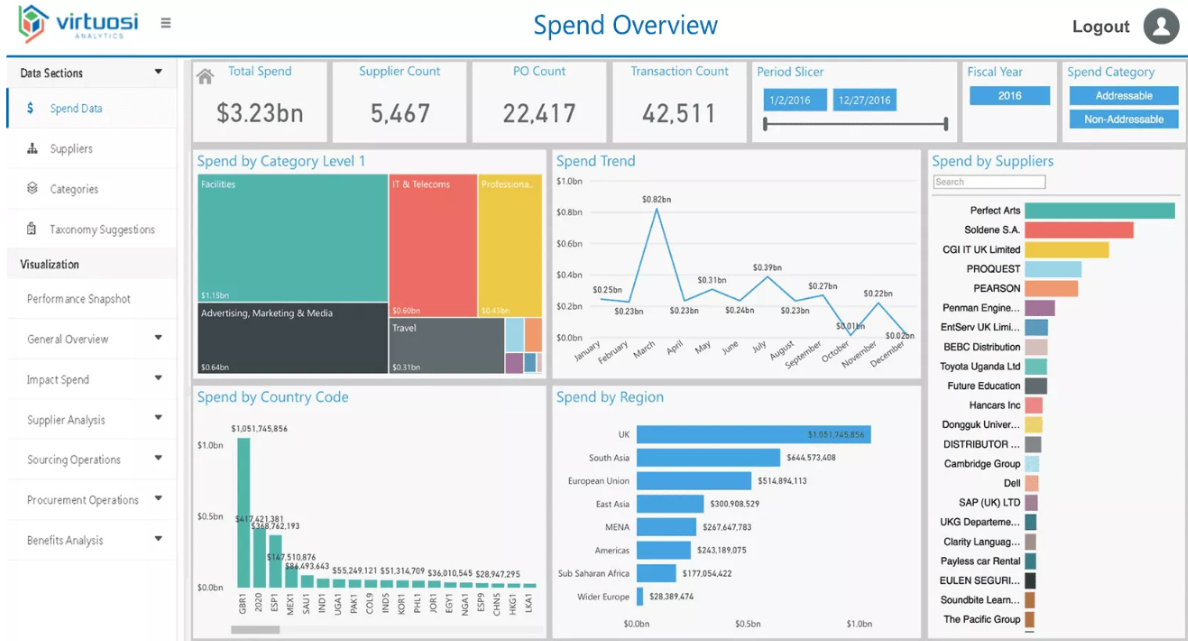 virtuosi
ANALYTICS
Spend Overview
Logout
Data Sections
$ Spend Data
Suppliers
Categories
Taxonomy Suggestions
Visualization
Performance Snapshot
General Overview
Impact Spend
Supplier Analysis
Sourcing Operations
Procurement Operations
Benefits Analysis
Total Spend
$3.23bn
Supplier Count
5,467
PO Count
22,417
Transaction Count
42,511
Period Slicer
1/2/2016
12/27/2016
Fiscal Year
2016
Spend Category
Addressable
Non-Addressable
Spend by Category Level 1
Facilities
$1.15bn
IT & Telecoms
$0.60bn
Professiona...
$0.43bn
Advertising, Marketing & Media
$0.64bn
Travel
$0.31bn
Spend Trend
$1.0bn
$0.8bn
$0.6bn
$0.4bn
$0.2bn
$0.0bn
$0.25bn
$0.23bn
$0.82bn
$0.23bn
$0.31bn
$0.24bn
$0.39bn
$0.23bn
$0.27bn
$0.01bn
$0.22bn
$0.02bn
January
February
March
April
May
June
July
August
September
October
November
December
Spend by Suppliers
Search
Perfect Arts
Soldene S.A.
CGI IT UK Limited
PROQUEST
PEARSON
Penman Engine...
EntServ UK Limi...
BEBC Distribution
Toyota Uganda Ltd
Future Education
Hancars Inc
Dongguk Univer...
DISTRIBUTOR ...
Cambridge Group
Dell
SAP (UK) LTD
UKG Departeme...
Clarity Languag...
Payless car Rental
EULEN SEGURI...
Soundbite Learn...
The Pacific Group
Spend by Country Code
$1.0bn
$0.5bn
$0.0bn
$1,051,745,856
$417,421,381
$368,762,193
$147,510,876
$86,493,643
$55,249,121
$51,314,709
$36,010,545
$28,947,295
GBR1
2020
ESP1
MEX1
SAU1
IND1
UGA1
PAK1
COL9
IND5
KOR1
PHL1
JOR1
EGY1
NGA1
ESP9
CHN5
HKG1
LKA1
Spend by Region
UK
$1,051,745,856
South Asia
$644,573,408
European Union
$514,894,113
East Asia
$300,908,529
MENA
$267,647,783
Americas
$243,189,075
Sub Saharan Africa
$177,054,422
Wider Europe
$28,389,474
$0.0bn
$0.5bn
$1.0bn